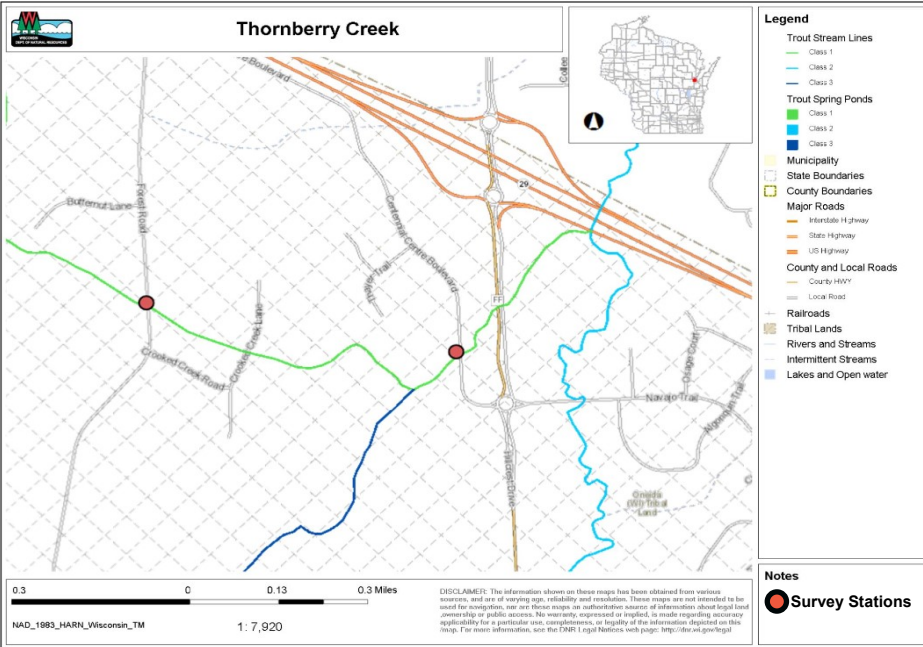 WISCONSIN
DEPT. OF NATURAL RESOURCES
Thornberry Creek
Centennial Centre Boulevard
29
Forest Road
Butternut Lane
Trail
FF
Crooked Creek Road
Crooked Creek Lane
Hillcrest Drive
Navajo Trail
Osage Court
Algonquin Trail
Oneida
(WI) Tribal
Land
Legend
Trout Stream Lines
Class 1
Class 2
Class 3
Trout Spring Ponds
Class 1
Class 2
Class 3
Municipality
State Boundaries
County Boundaries
Major Roads
Interstate Highway
State Highway
US Highway
County and Local Roads
County HWY
Local Road
Railroads
Tribal Lands
Rivers and Streams
Intermittent Streams
Lakes and Open water
Notes
Survey Stations
0.3 0 0.13 0.3 Miles
NAD_1983_HARN_Wisconsin_TM
1: 7,920
DISCLAIMER: The information shown on these maps has been obtained from various
sources, and are of varying age, reliability and resolution. These maps are not intended to be
used for navigation, nor are these maps an authoritative source of information about legal land
ownership or public access. No warranty, expressed or implied, is made regarding accuracy
applicability for a particular use, completeness, or legality of the information depicted on this
map. For more information, see the DNR Legal Notices web page: http://dnr.wi.gov/legal